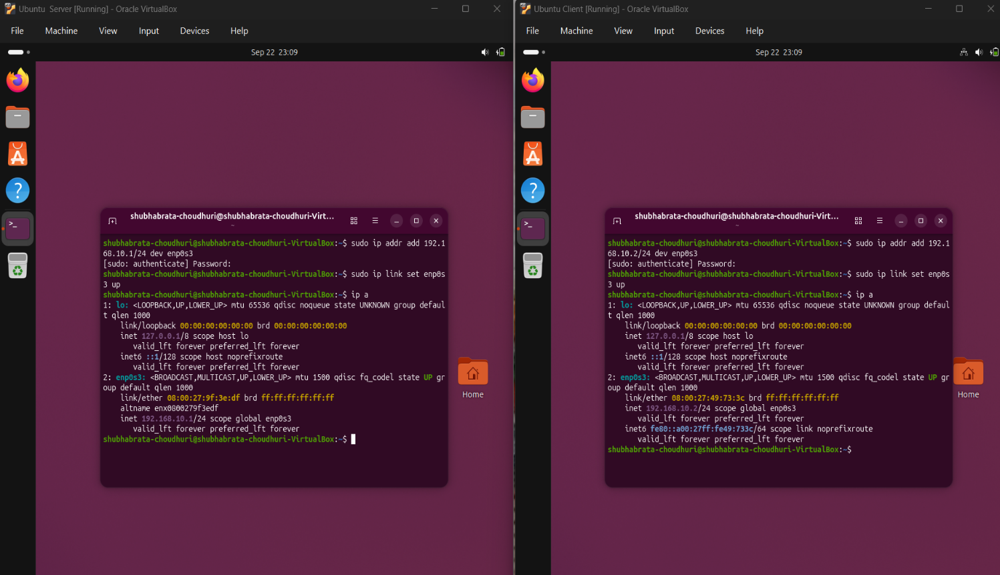 Ubuntu  Server [Running] - Oracle VirtualBox
File Machine View Input Devices Help
Sep 22 23:09
shubhabrata-choudhuri@shubhabrata-choudhuri-Virt...
~
shubhabrata-choudhuri@shubhabrata-choudhuri-VirtualBox:~$ sudo ip addr add 192.1
68.10.1/24 dev enp0s3
[sudo: authenticate] Password:
shubhabrata-choudhuri@shubhabrata-choudhuri-VirtualBox:~$ sudo ip link set enp0s
3 up
shubhabrata-choudhuri@shubhabrata-choudhuri-VirtualBox:~$ ip a
1: lo: <LOOPBACK,UP,LOWER_UP> mtu 65536 qdisc noqueue state UNKNOWN group defaul
t qlen 1000
    link/loopback 00:00:00:00:00:00 brd 00:00:00:00:00:00
    inet 127.0.0.1/8 scope host lo
       valid_lft forever preferred_lft forever
    inet6 ::1/128 scope host noprefixroute
       valid_lft forever preferred_lft forever
2: enp0s3: <BROADCAST,MULTICAST,UP,LOWER_UP> mtu 1500 qdisc fq_codel state UP gr
oup default qlen 1000
    link/ether 08:00:27:9f:3e:df brd ff:ff:ff:ff:ff:ff
    altname enx0800279f3edf
    inet 192.168.10.1/24 scope global enp0s3
       valid_lft forever preferred_lft forever
shubhabrata-choudhuri@shubhabrata-choudhuri-VirtualBox:~$
Home
Ubuntu Client [Running] - Oracle VirtualBox
File Machine View Input Devices Help
Sep 22 23:09
shubhabrata-choudhuri@shubhabrata-choudhuri-Virt...
~
shubhabrata-choudhuri@shubhabrata-choudhuri-VirtualBox:~$ sudo ip addr add 192.1
68.10.2/24 dev enp0s3
[sudo: authenticate] Password:
shubhabrata-choudhuri@shubhabrata-choudhuri-VirtualBox:~$ sudo ip link set enp0s
3 up
shubhabrata-choudhuri@shubhabrata-choudhuri-VirtualBox:~$ ip a
1: lo: <LOOPBACK,UP,LOWER_UP> mtu 65536 qdisc noqueue state UNKNOWN group defaul
t qlen 1000
    link/loopback 00:00:00:00:00:00 brd 00:00:00:00:00:00
    inet 127.0.0.1/8 scope host lo
       valid_lft forever preferred_lft forever
    inet6 ::1/128 scope host noprefixroute
       valid_lft forever preferred_lft forever
2: enp0s3: <BROADCAST,MULTICAST,UP,LOWER_UP> mtu 1500 qdisc fq_codel state UP gr
oup default qlen 1000
    link/ether 08:00:27:49:73:3c brd ff:ff:ff:ff:ff:ff
    inet 192.168.10.2/24 scope global enp0s3
       valid_lft forever preferred_lft forever
    inet6 fe80::a00:27ff:fe49:733c/64 scope link noprefixroute
       valid_lft forever preferred_lft forever
shubhabrata-choudhuri@shubhabrata-choudhuri-VirtualBox:~$
Home